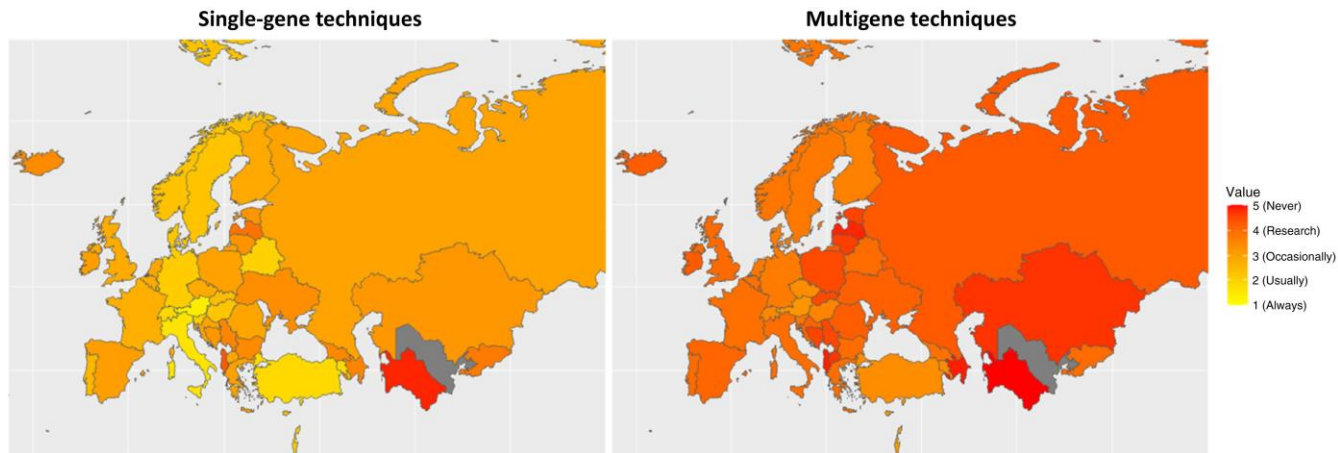 Single-gene techniques
Multigene techniques
Value
5 (Never)
4 (Research)
3 (Occasionally)
2 (Usually)
1 (Always)